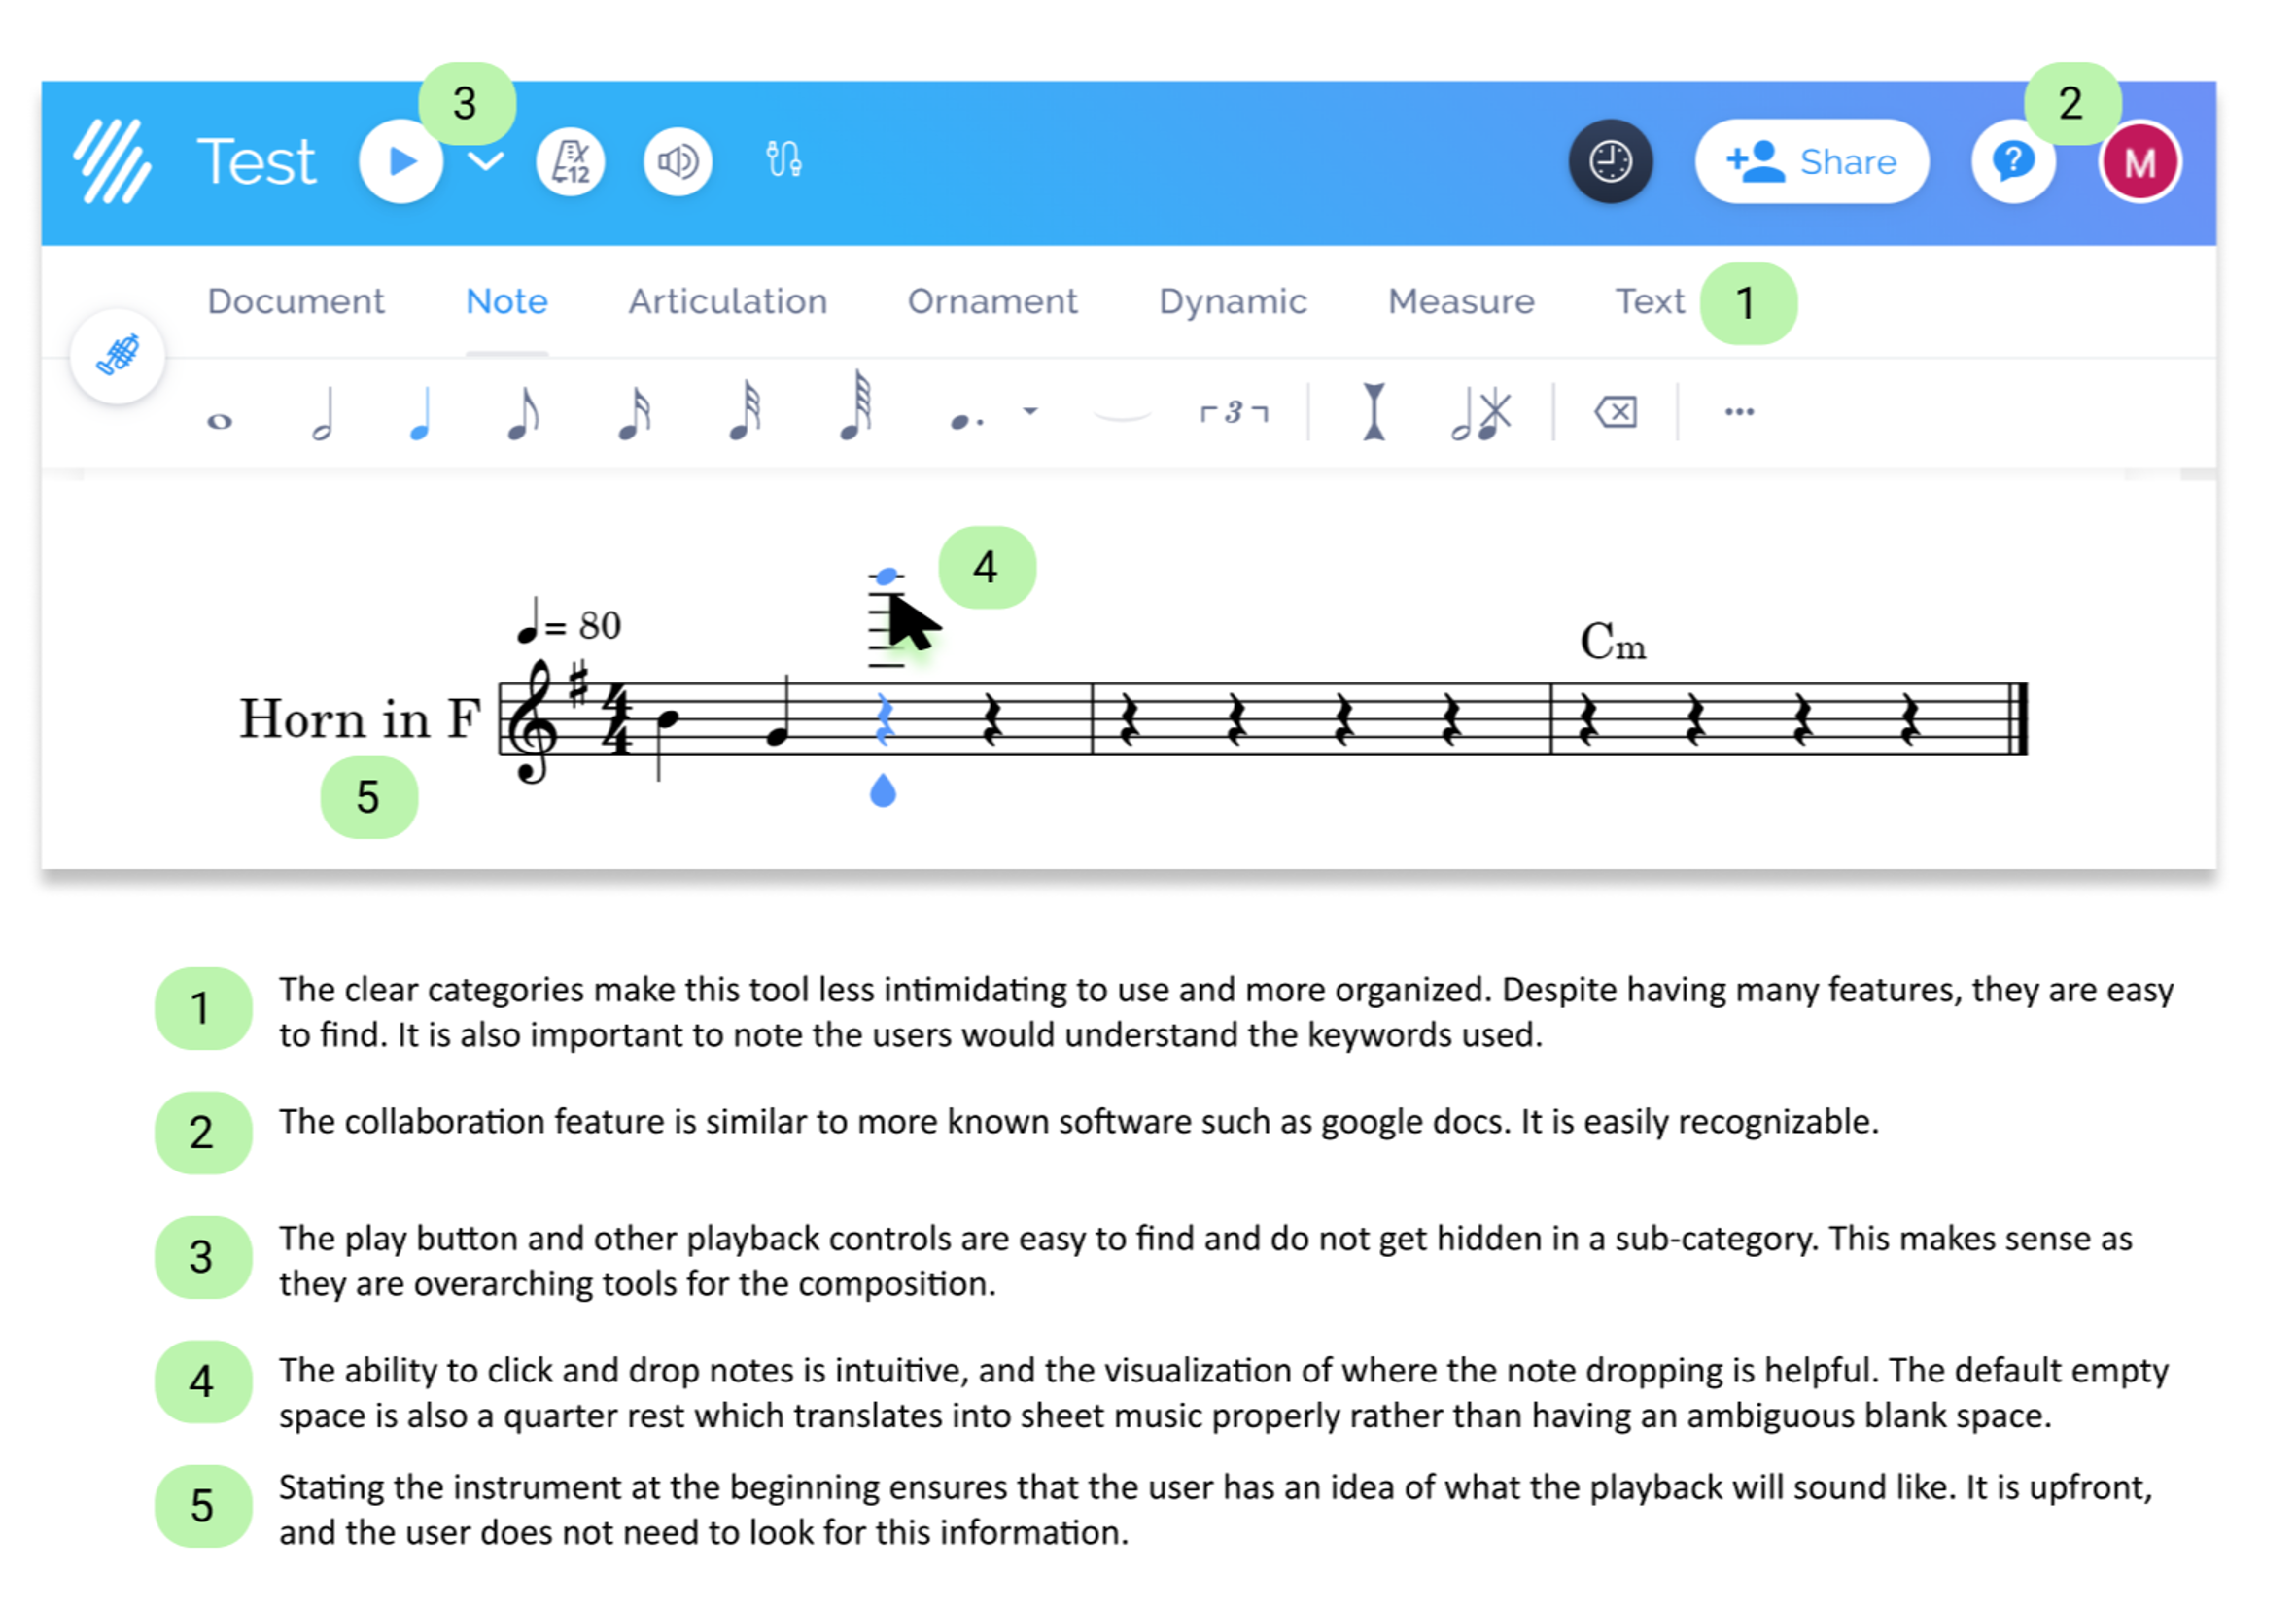 3
2
Test
-12
Share
?
M
Document Note Articulation Ornament Dynamic Measure Text 1
3
4
= 80
Cm
Horn in F
4
4
5
1 The clear categories make this tool less intimidating to use and more organized. Despite having many features, they are easy
to find. It is also important to note the users would understand the keywords used.
2 The collaboration feature is similar to more known software such as google docs. It is easily recognizable.
3 The play button and other playback controls are easy to find and do not get hidden in a sub-category. This makes sense as
they are overarching tools for the composition.
4 The ability to click and drop notes is intuitive, and the visualization of where the note dropping is helpful. The default empty
space is also a quarter rest which translates into sheet music properly rather than having an ambiguous blank space.
5 Stating the instrument at the beginning ensures that the user has an idea of what the playback will sound like. It is upfront,
and the user does not need to look for this information.